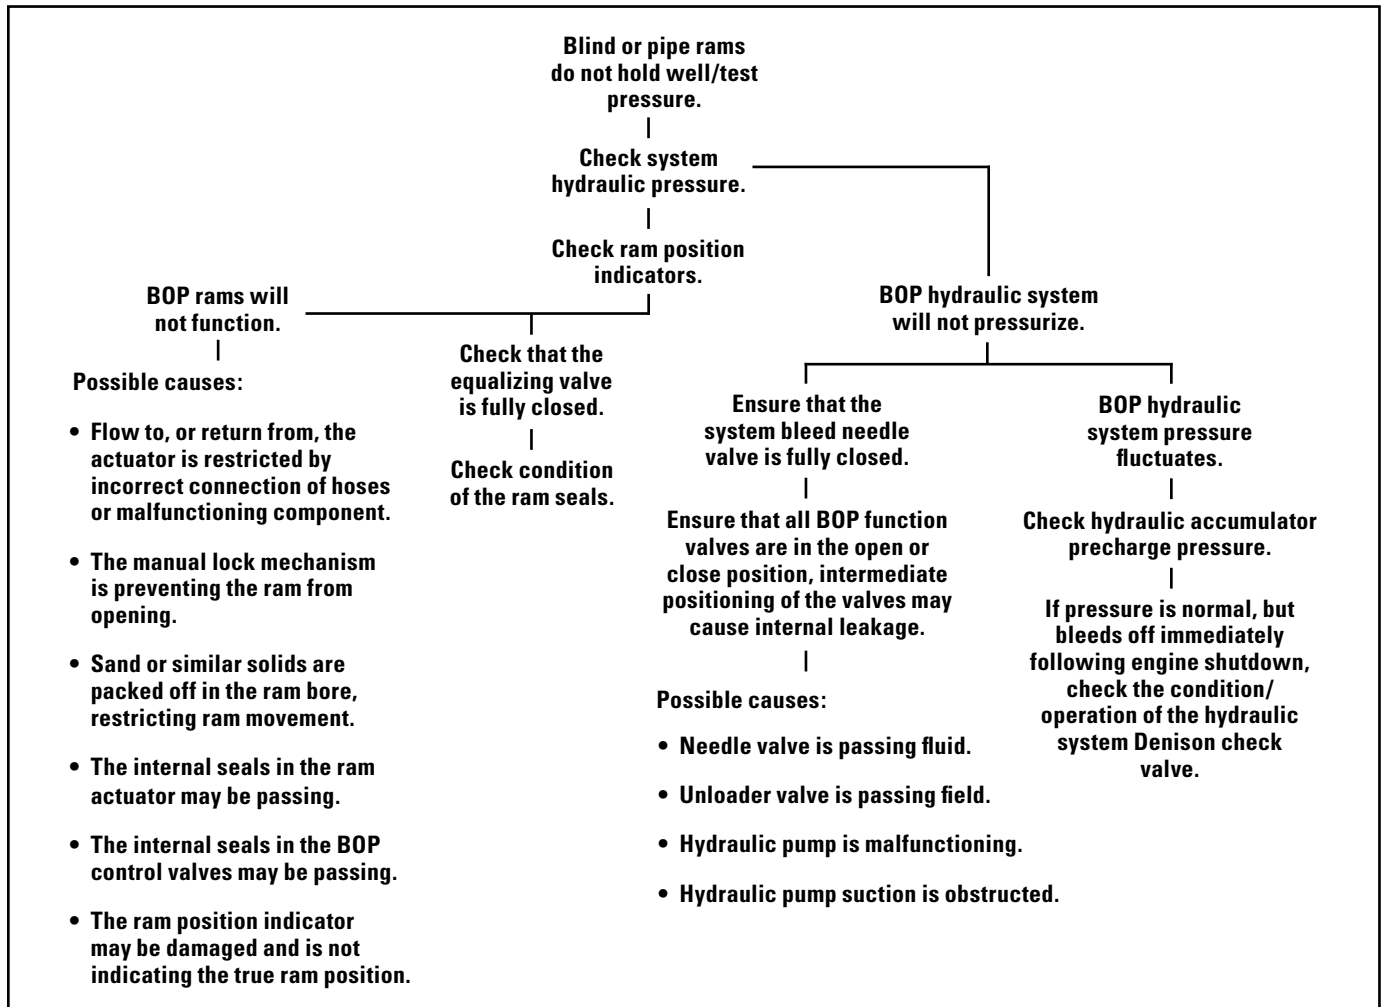 Blind or pipe rams
do not hold well/test
pressure.
Check system
hydraulic pressure.
Check ram position
indicators.
BOP rams will
not function.
Possible causes:
• Flow to, or return from, the
actuator is restricted by
incorrect connection of hoses
or malfunctioning component.
• The manual lock mechanism
is preventing the ram from
opening.
• Sand or similar solids are
packed off in the ram bore,
restricting ram movement.
• The internal seals in the ram
actuator may be passing.
• The internal seals in the BOP
control valves may be passing.
• The ram position indicator
may be damaged and is not
indicating the true ram position.
Check that the
equalizing valve
is fully closed.
Check condition
of the ram seals.
BOP hydraulic system
will not pressurize.
Ensure that the
system bleed needle
valve is fully closed.
Ensure that all BOP function
valves are in the open or
close position, intermediate
positioning of the valves may
cause internal leakage.
Possible causes:
• Needle valve is passing fluid.
• Unloader valve is passing field.
• Hydraulic pump is malfunctioning.
• Hydraulic pump suction is obstructed.
BOP hydraulic
system pressure
fluctuates.
Check hydraulic accumulator
precharge pressure.
If pressure is normal, but
bleeds off immediately
following engine shutdown,
check the condition/
operation of the hydraulic
system Denison check
valve.